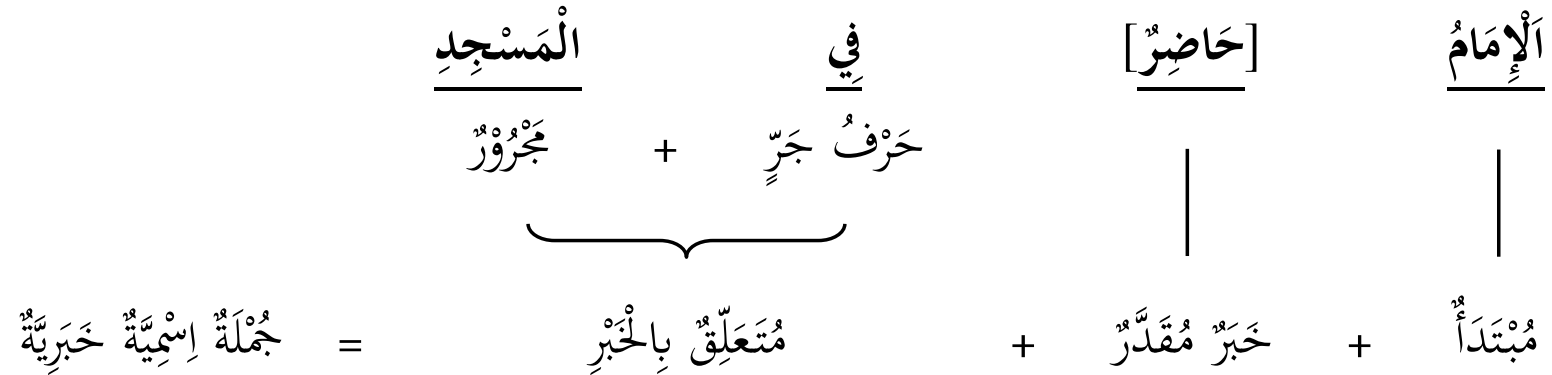 اَلْإِمَامُ [حَاضِرٌ] فِي الْمَسْجِدِ
حَرْفُ جَرٍّ + مَجْرُوْرٌ
مُبْتَدَأٌ + خَبَرٌ مُقَدَّرٌ + مُتَعَلِّقٌ بِالْخَبْرِ = جُمْلَةٌ اِسْمِيَّةٌ خَبَرِيَّةٌ